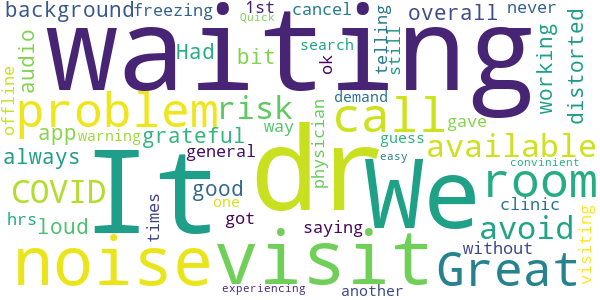 background freezing 1st cancel overall never
Quick
waiting
audio Had bit ok search telling still working distorted
offline problem risk demand call
app warning grateful way physician guess gave available
always general easy convinient
It dr We room
COVID good one clinic
hrs loud times got saying avoid visiting
noise visit Great without
experiencing another